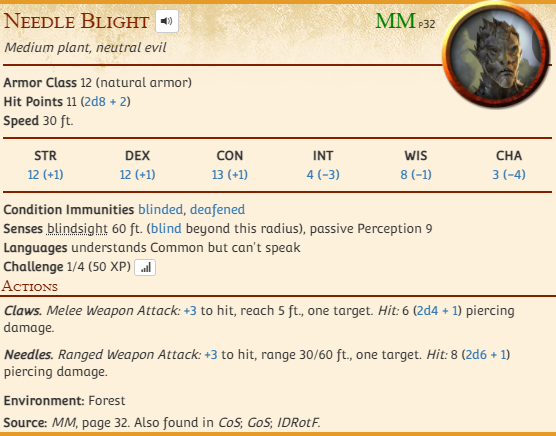 Needle Blight MM p32
Medium plant, neutral evil
Armor Class 12 (natural armor)
Hit Points 11 (2d8 + 2)
Speed 30 ft.
STR DEX CON INT WIS CHA
12 (+1) 12 (+1) 13 (+1) 4 (−3) 8 (−1) 3 (−4)
Condition Immunities blinded, deafened
Senses blindsight 60 ft. (blind beyond this radius), passive Perception 9
Languages understands Common but can't speak
Challenge 1/4 (50 XP)
Actions
Claws. Melee Weapon Attack: +3 to hit, reach 5 ft., one target. Hit: 6 (2d4 + 1) piercing
damage.
Needles. Ranged Weapon Attack: +3 to hit, range 30/60 ft., one target. Hit: 8 (2d6 + 1)
piercing damage.
Environment: Forest
Source: MM, page 32. Also found in CoS; GoS; IDRotF.